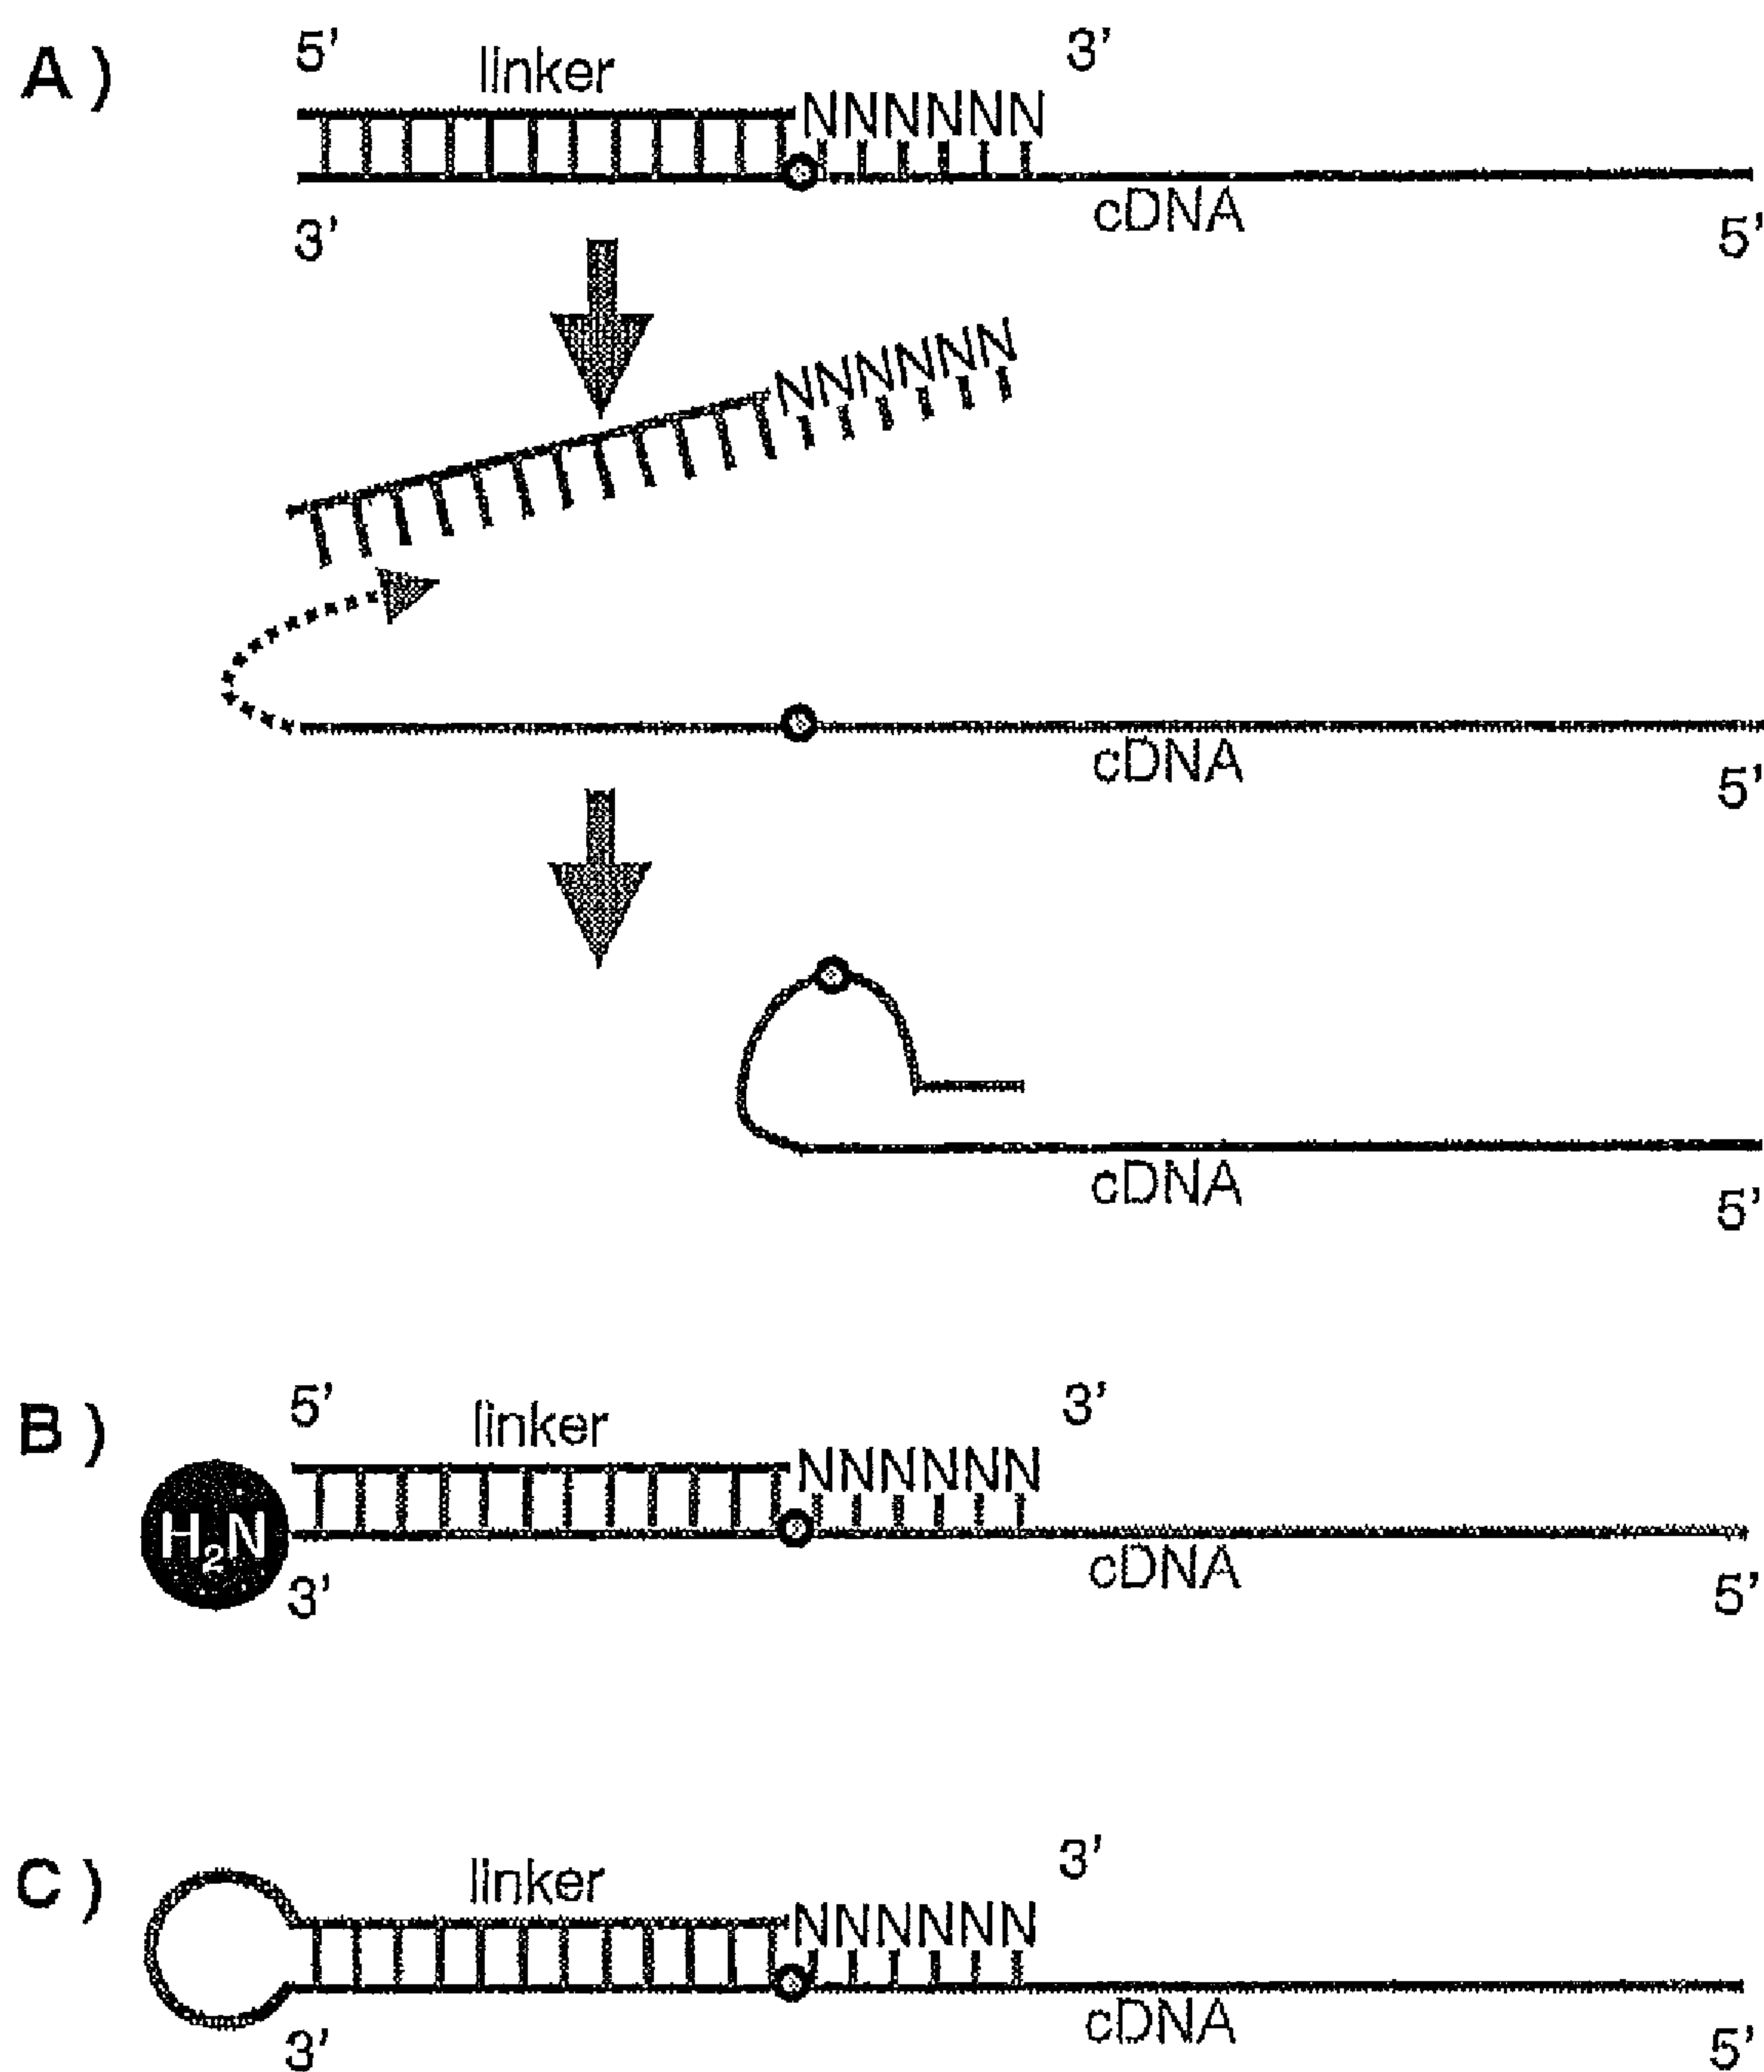 A) 5’ linker 3’
NNNNNN
3’ cDNA 5’
NNNNNN
cDNA
5’
cDNA
5’
B) 5’ linker 3’
NNNNNN
H2N
3’ cDNA 5’
C) linker 3’
NNNNNN
3’ cDNA 5’